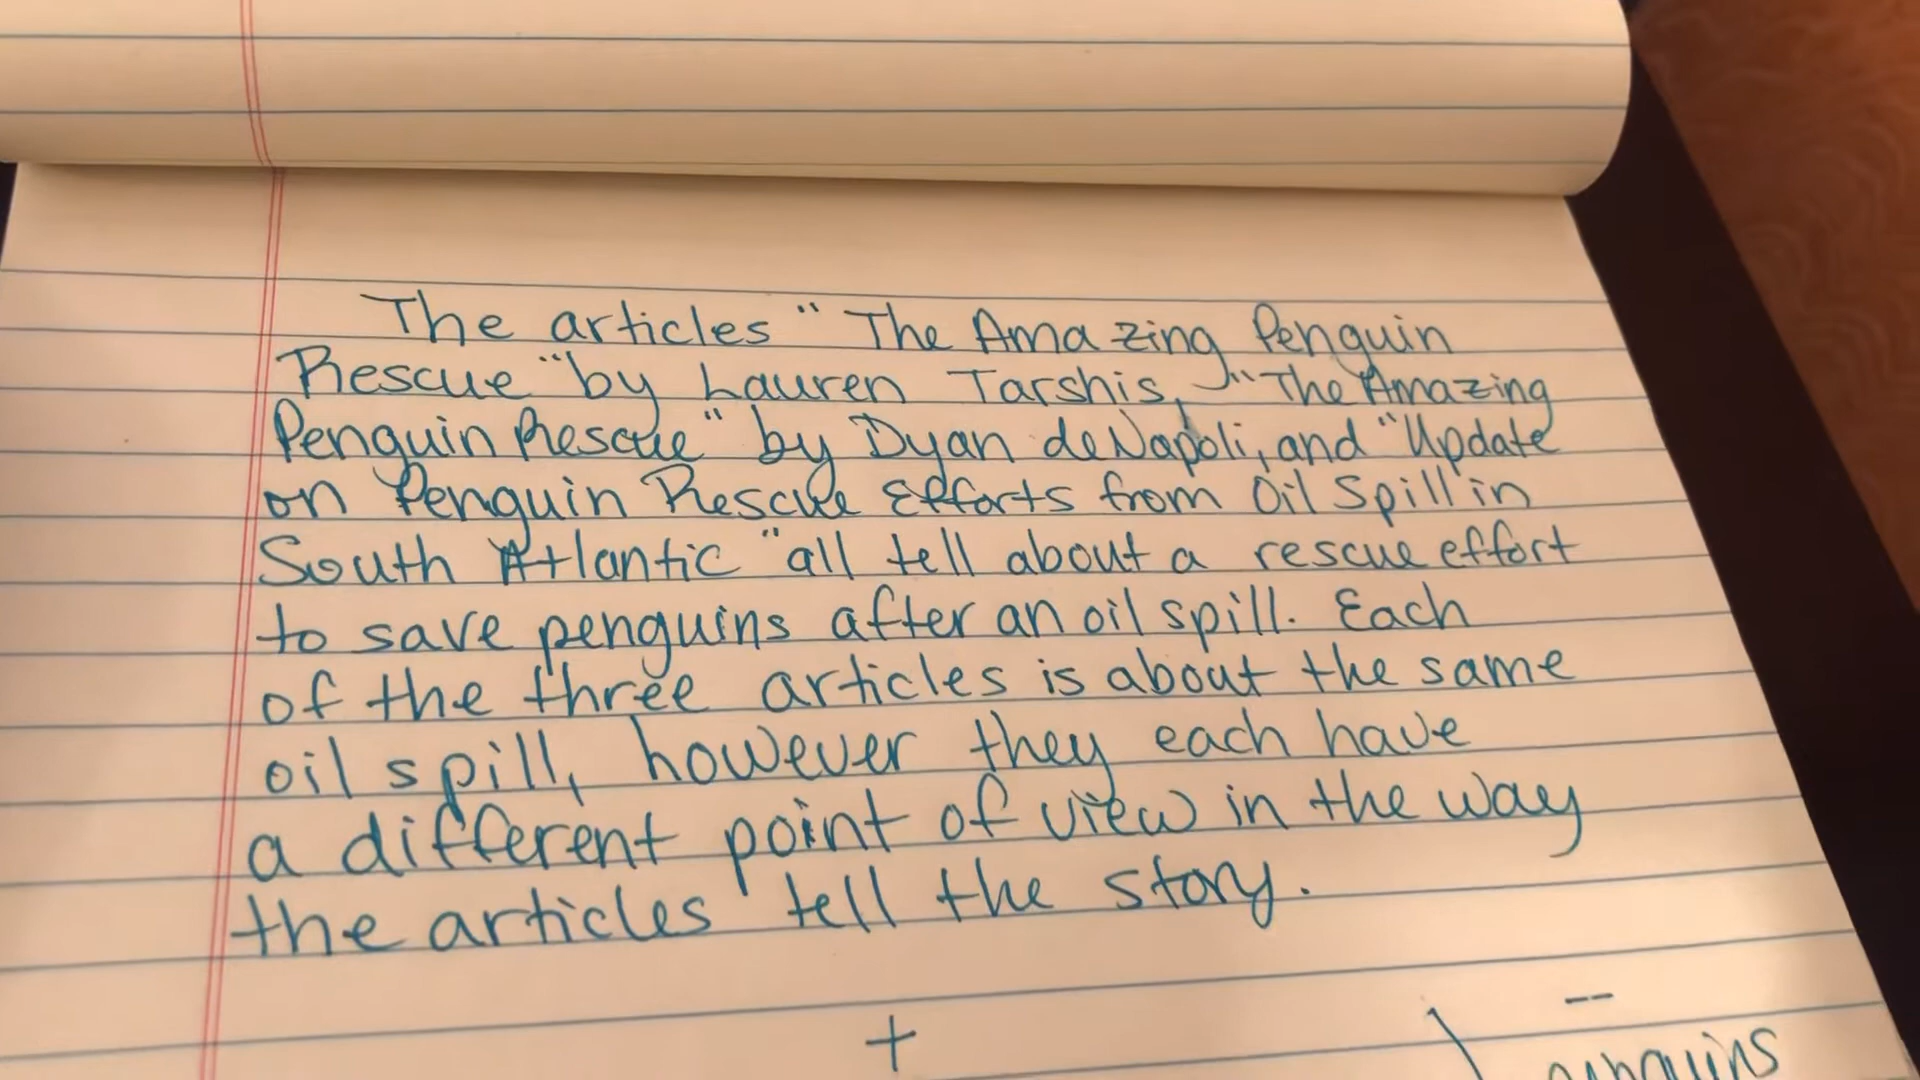 The articles "The Amazing Penguin
Rescue" by Lauren Tarshis, "The Amazing
Penguin Rescue" by Dyan deNapoli, and "Update
on Penguin Rescue Efforts from Oil Spill in
South Atlantic" all tell about a rescue effort
to save penguins after an oil spill. Each
of the three articles is about the same
oil spill, however they each have
a different point of view in the way
the articles tell the story.